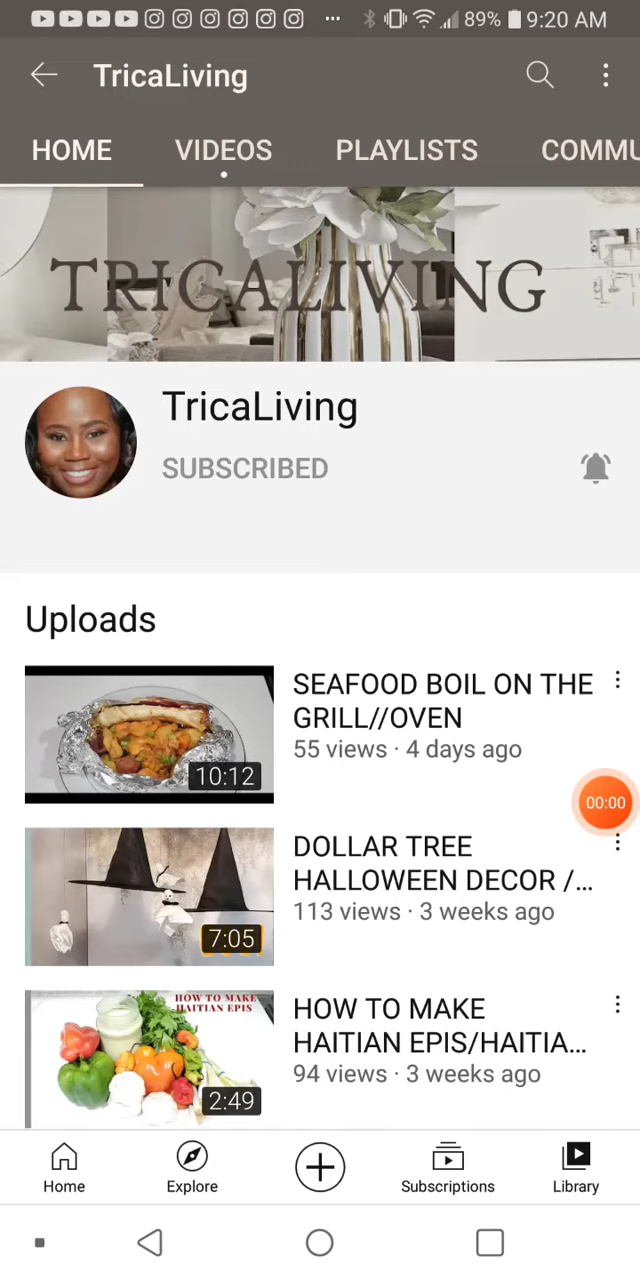 89% 9:20 AM
TricaLiving
HOME VIDEOS PLAYLISTS COMMU
TRICALIVING
TricaLiving
SUBSCRIBED
Uploads
SEAFOOD BOIL ON THE
GRILL//OVEN
55 views · 4 days ago
10:12
00:00
DOLLAR TREE
HALLOWEEN DECOR /...
113 views · 3 weeks ago
7:05
HOW TO MAKE
HAITIAN EPIS
HOW TO MAKE
HAITIAN EPIS/HAITIA...
94 views · 3 weeks ago
2:49
Home Explore Subscriptions Library